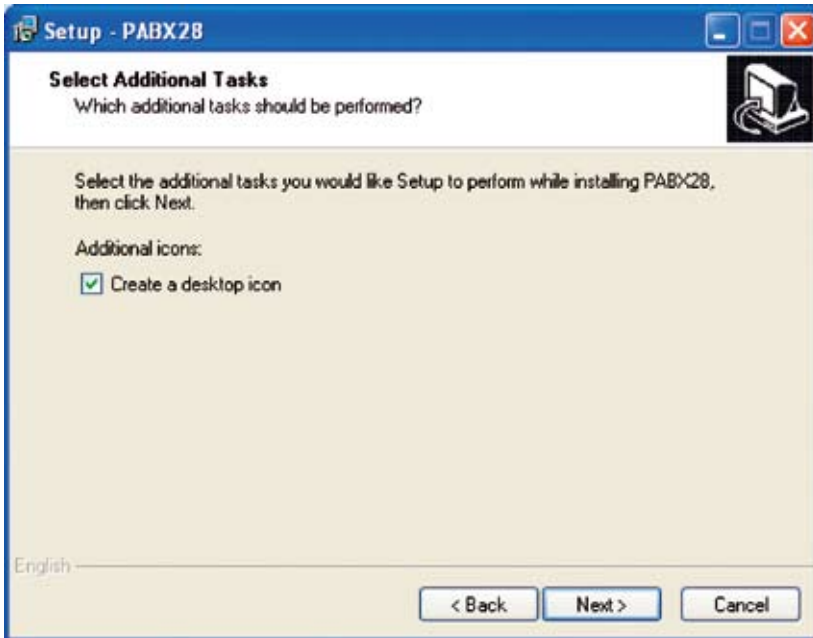 Setup - PABX28
Select Additional Tasks
Which additional tasks should be performed?
Select the additional tasks you would like Setup to perform while installing PABX28,
then click Next.
Additional icons:
Create a desktop icon
English
< Back
Next >
Cancel